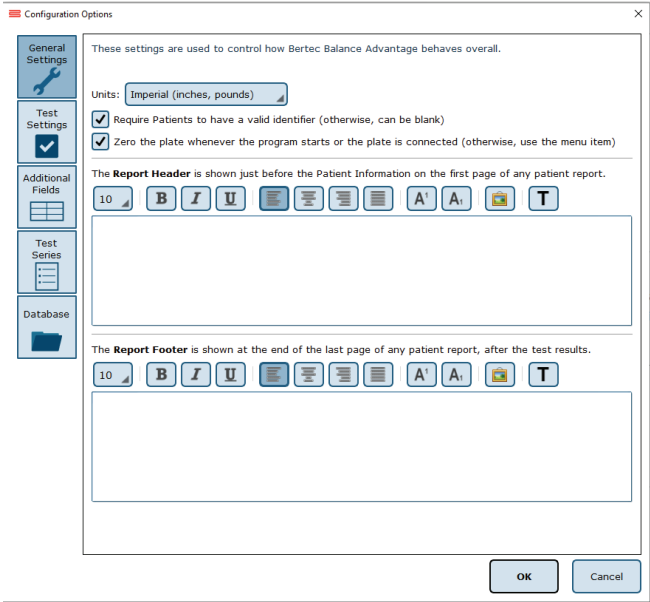 Configuration Options
General
Settings
Test
Settings
Additional
Fields
Test
Series
Database
These settings are used to control how Bertec Balance Advantage behaves overall.
Units: Imperial (inches, pounds)
Require Patients to have a valid identifier (otherwise, can be blank)
Zero the plate whenever the program starts or the plate is connected (otherwise, use the menu item)
The Report Header is shown just before the Patient Information on the first page of any patient report.
10 B I U A¹ A₁ T
The Report Footer is shown at the end of the last page of any patient report, after the test results.
10 B I U A¹ A₁ T
OK Cancel